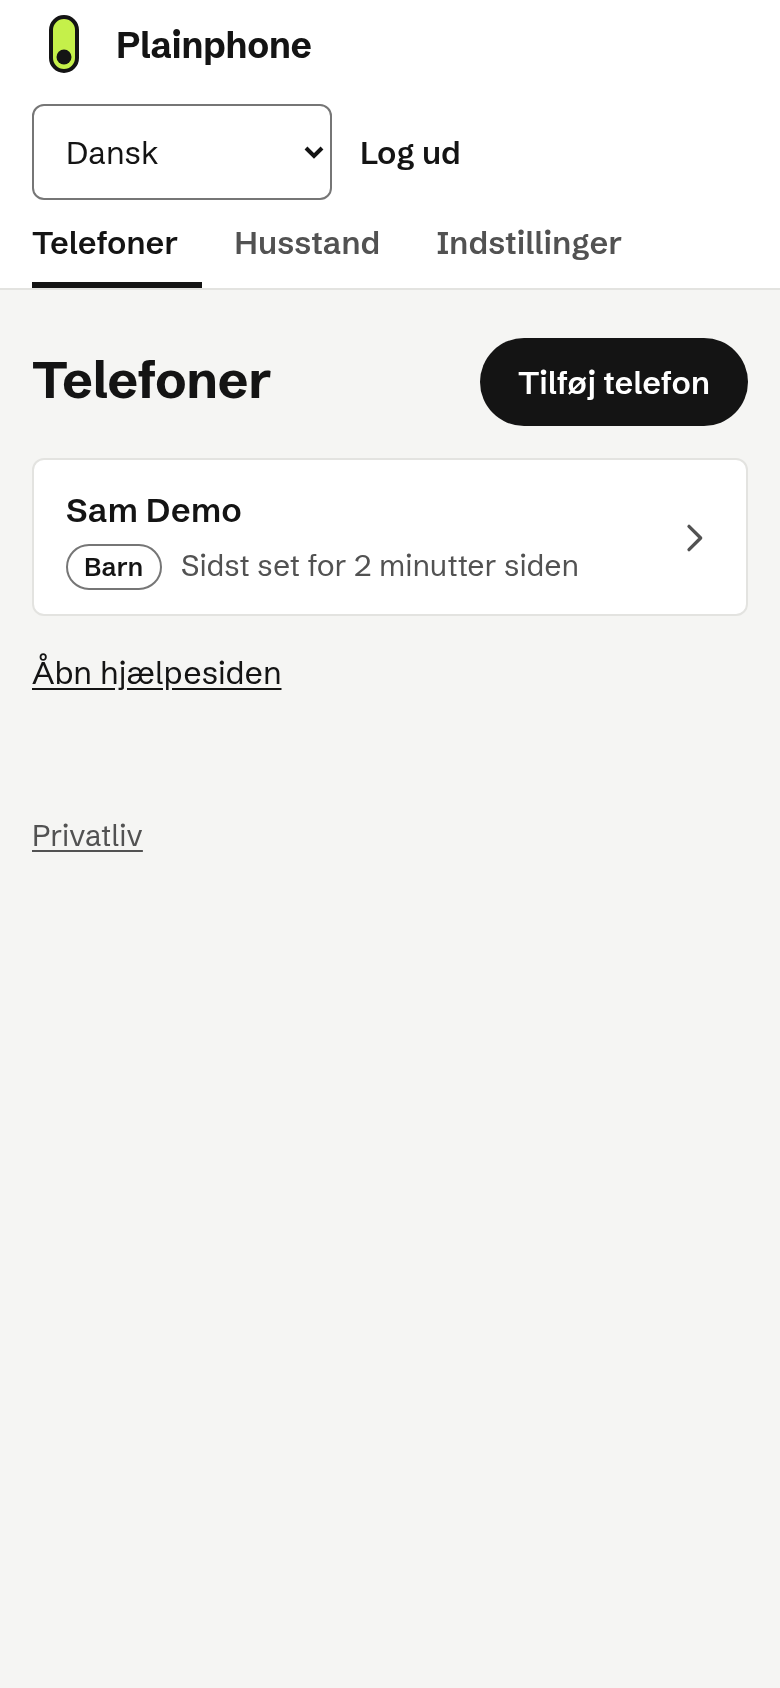 Plainphone
Dansk
Log ud
Telefoner Husstand Indstillinger
Telefoner
Tilføj telefon
Sam Demo
Barn Sidst set for 2 minutter siden
Åbn hjælpesiden
Privatliv